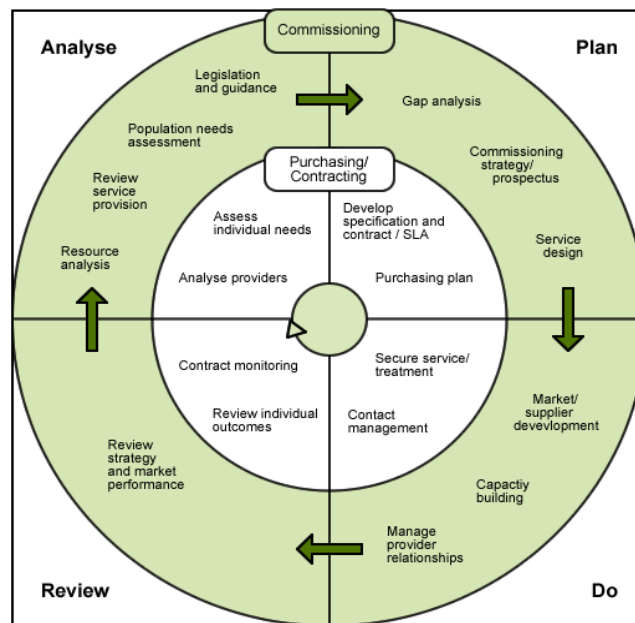 Analyse
Commissioning
Plan
Legislation
and guidance
Gap analysis
Population needs
assessment
Commissioning
strategy/
prospectus
Review
service
provision
Purchasing/
Contracting
Assess
individual needs
Develop
specification and
contract / SLA
Resource
analysis
Service
design
Analyse providers
Purchasing plan
Contract monitoring
Secure service/
treatment
Review individual
outcomes
Contact
management
Market/
supplier
devevlopment
Review
strategy
and market
performance
Capactiy
building
Manage
provider
relationships
Review
Do